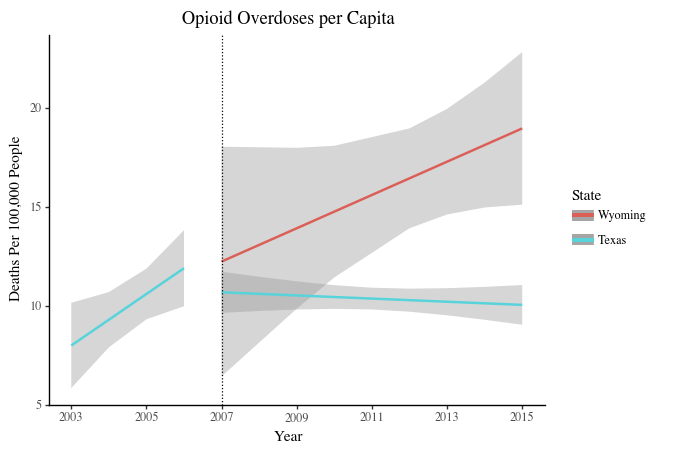 Opioid Overdoses per Capita
Deaths Per 100,000 People
20
15
10
5
2003 2005 2007 2009 2011 2013 2015
Year
State
Wyoming
Texas